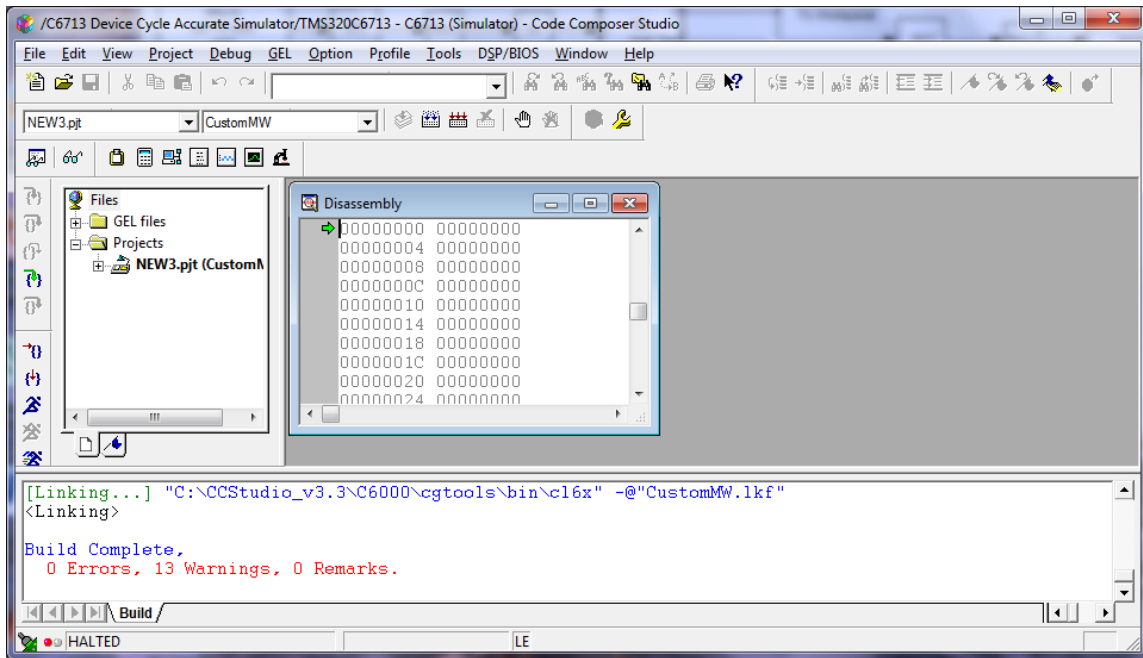 /C6713 Device Cycle Accurate Simulator/TMS320C6713 - C6713 (Simulator) - Code Composer Studio
File Edit View Project Debug GEL Option Profile Tools DSP/BIOS Window Help
NEW3.pjt CustomMW
Files
GEL files
Projects
NEW3.pjt (CustomM
Disassembly
00000000 00000000
00000004 00000000
00000008 00000000
0000000C 00000000
00000010 00000000
00000014 00000000
00000018 00000000
0000001C 00000000
00000020 00000000
00000024 00000000
[Linking...] "C:\CCStudio_v3.3\C6000\cgtools\bin\cl6x" -@"CustomMW.lkf"
<Linking>
Build Complete,
0 Errors, 13 Warnings, 0 Remarks.
Build
HALTED LE